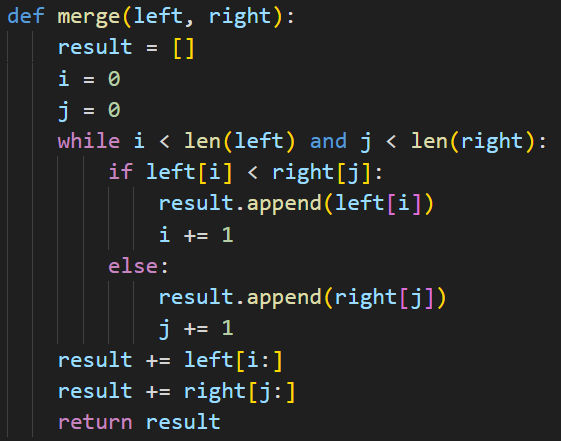 def merge(left, right):
    result = []
    i = 0
    j = 0
    while i < len(left) and j < len(right):
        if left[i] < right[j]:
            result.append(left[i])
            i += 1
        else:
            result.append(right[j])
            j += 1
    result += left[i:]
    result += right[j:]
    return result